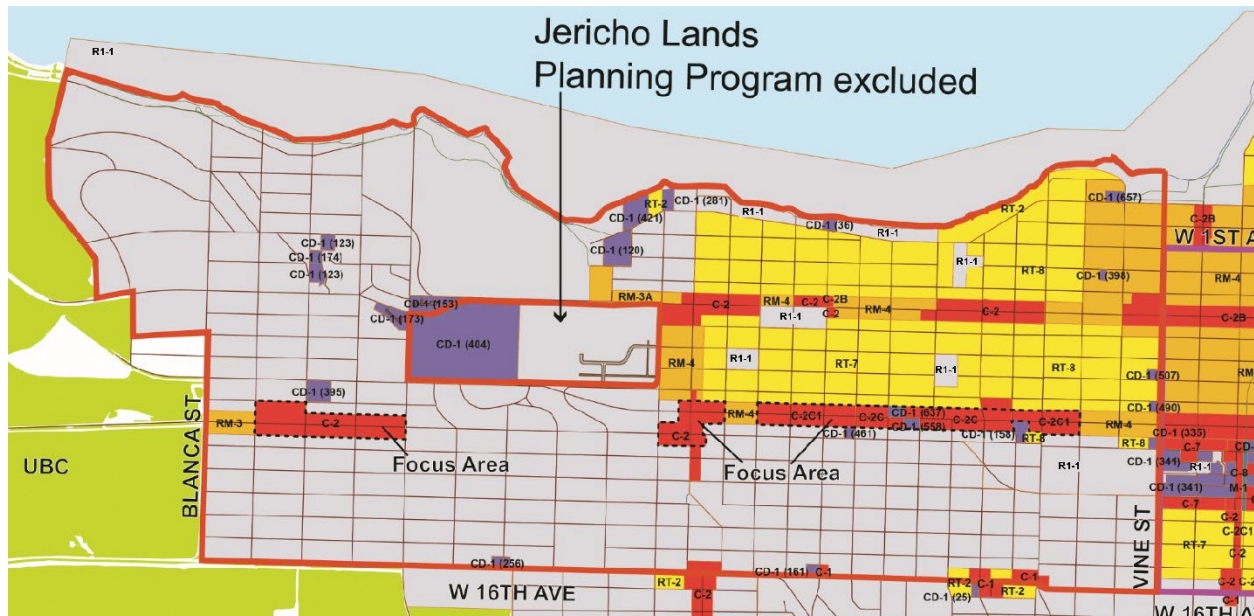 Jericho Lands
Planning Program excluded
R1-1
RT-2
CD-1 (281)
CD-1 (421)
R1-1
CD-1 (36)
R1-1
RT-2
CD-1 (657)
C-2B
W 1ST A
CD-1 (120)
CD-1 (123)
CD-1 (174)
CD-1 (123)
R1-1
RT-8
CD-1 (398)
RM-4
CD-1 (153)
CD-1 (173)
RM-3A
C-2
RM-4
C-2
C-2B
C-2
RM-4
R1-1
C-2
C-2B
CD-1 (404)
RM-4
R1-1
RT-7
R1-1
RT-8
CD-1 (507)
RM
CD-1 (395)
CD-1 (490)
RM-3
C-2
C-2
RM-4
C-2C1
C-2C
CD-1 (637)
CD-1 (558)
C-2C
C-2C1
RM-4
CD-1 (461)
CD-1 (158)
RT-8
RT-8
CD-1 (335)
C-7
CD-
UBC
BLANCA ST
Focus Area
Focus Area
R1-1
CD-1 (341)
R1-1
C-8
CD-1 (341)
M-1
C-7
C-2
C-2C1
VINE ST
RT-7
C-2
CD-1 (256)
CD-1 (161)
C-1
W 16TH AVE
RT-2
C-2
RT-2
C-1
C-1
CD-1 (25)
RT-2
C-2
C-2
C-1
W 16TH A